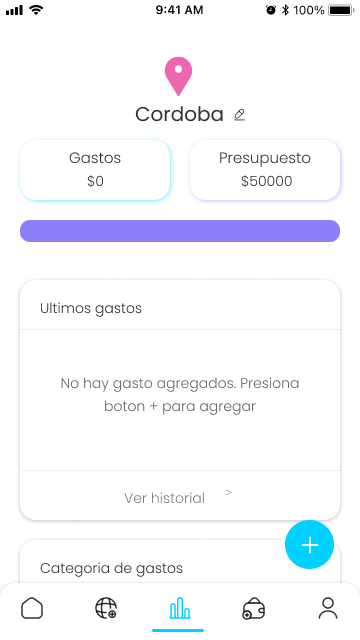 9:41 AM
100%
Cordoba
Gastos
Presupuesto
$0
$50000
Ultimos gastos
No hay gasto agregados. Presiona
boton + para agregar
Ver historial >
Categoria de gastos